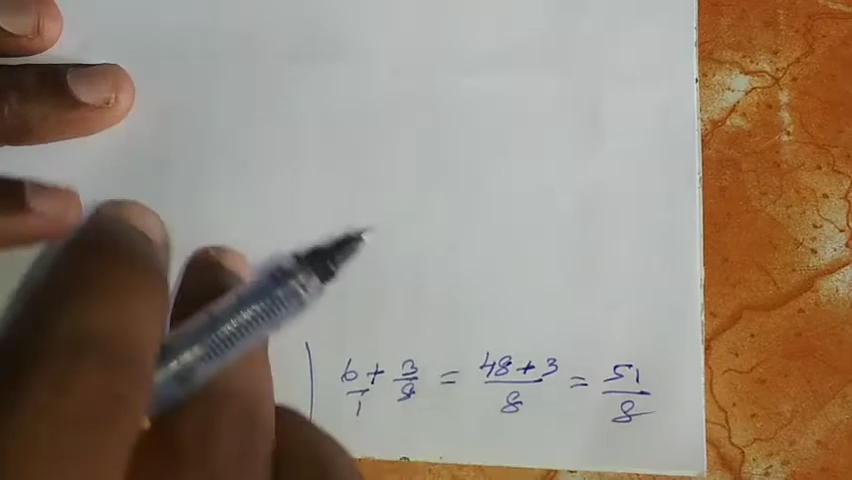 6/1 + 3/8 = 48+3/8 = 51/8